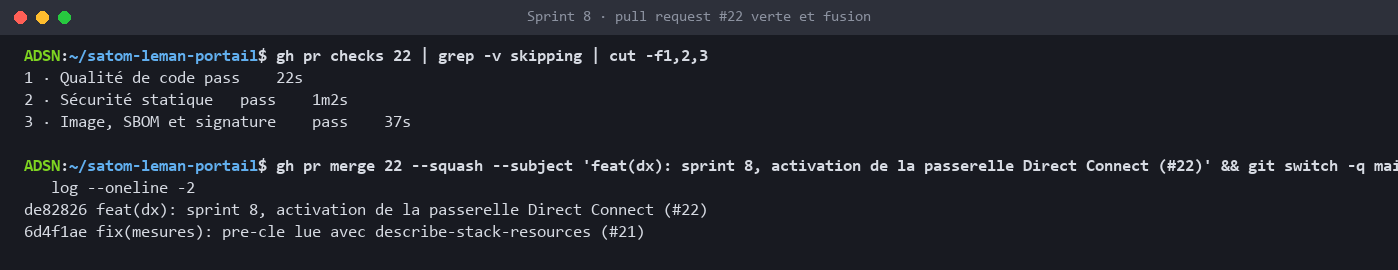 Sprint 8 · pull request #22 verte et fusion
ADSN:~/satom-leman-portail$ gh pr checks 22 | grep -v skipping | cut -f1,2,3
1 · Qualité de code pass    22s
2 · Sécurité statique   pass    1m2s
3 · Image, SBOM et signature    pass    37s
ADSN:~/satom-leman-portail$ gh pr merge 22 --squash --subject 'feat(dx): sprint 8, activation de la passerelle Direct Connect (#22)' && git switch -q mai
log --oneline -2
de82826 feat(dx): sprint 8, activation de la passerelle Direct Connect (#22)
6d4f1ae fix(mesures): pre-cle lue avec describe-stack-resources (#21)